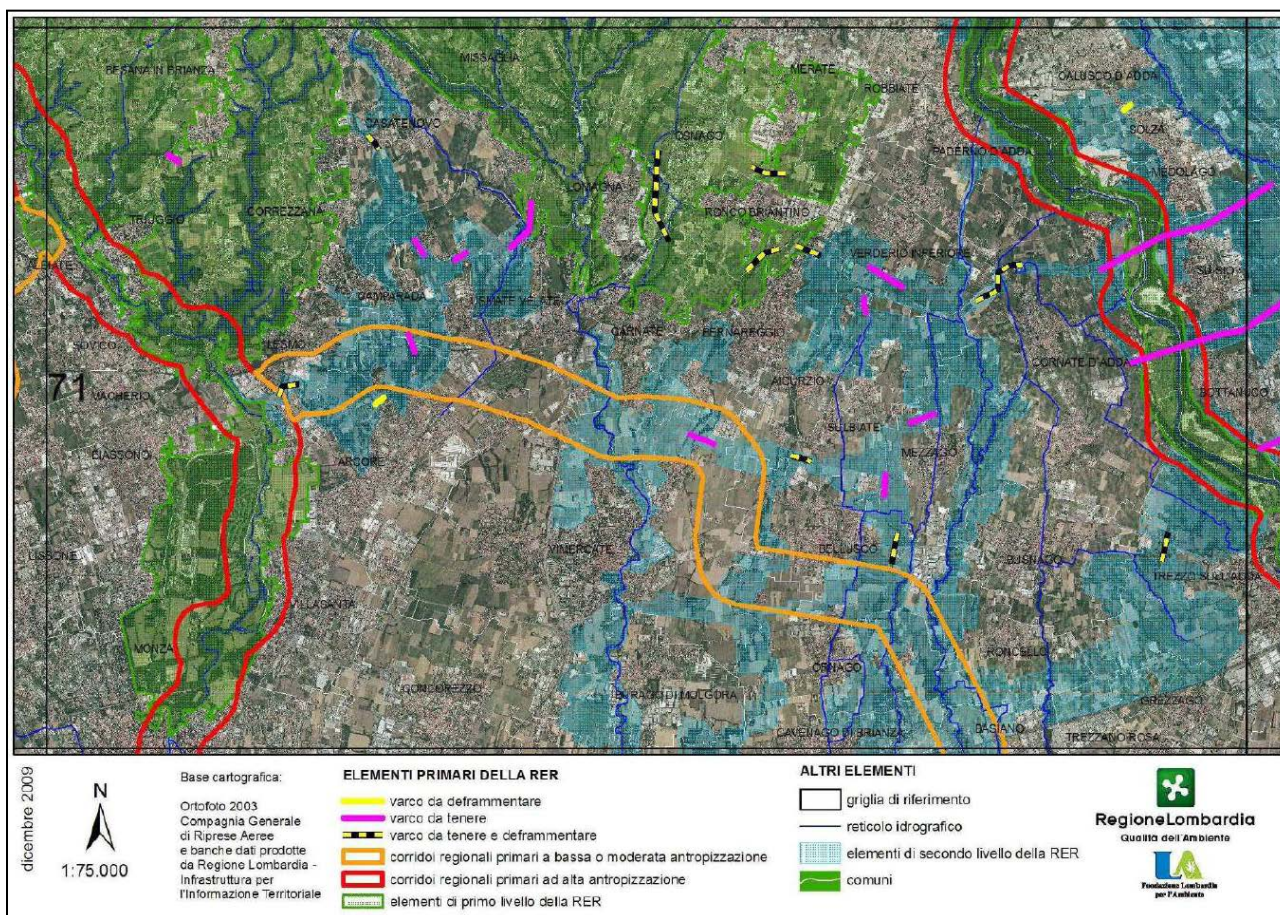 BESANA IN BRIANZA
MISSAGLIA
MERATE
ROBBIATE
CALUSCO D'ADDA
CASATENOVO
OSNAGO
SOLZA
PADERNO D'ADDA
MEDOLAGO
LOMAGNA
TRIUGGIO
CORREZZANA
RONCO BRIANTINO
VERDERIO INFERIORE
SUISIO
CAMPARADA
USMATE VELATE
CARNATE
BERNAREGGIO
SOVICO
LESMO
CORNATE D'ADDA
71
MACHERIO
AICURZIO
BOTTANUCO
SULBIATE
MEZZAGO
BIASSONO
ARCORE
LISSONE
VIMERCATE
BELLUSCO
BUSNAGO
TREZZO SULL'ADDA
VILLASANTA
MONZA
RONCELLO
ORNAGO
CONCOREZZO
BURAGO DI MOLGORA
GREZZAGO
CAVENAGO DI BRIANZA
BASIANO
TREZZANO ROSA
dicembre 2009
N
1:75.000
Base cartografica:
Ortofoto 2003
Compagnia Generale
di Riprese Aeree
e banche dati prodotte
da Regione Lombardia -
Infrastruttura per
l'Informazione Territoriale
ELEMENTI PRIMARI DELLA RER
varco da deframmentare
varco da tenere
varco da tenere e deframmentare
corridoi regionali primari a bassa o moderata antropizzazione
corridoi regionali primari ad alta antropizzazione
elementi di primo livello della RER
ALTRI ELEMENTI
griglia di riferimento
reticolo idrografico
elementi di secondo livello della RER
comuni
RegioneLombardia
Qualità dell'Ambiente
Fondazione Lombardia
per l'Ambiente